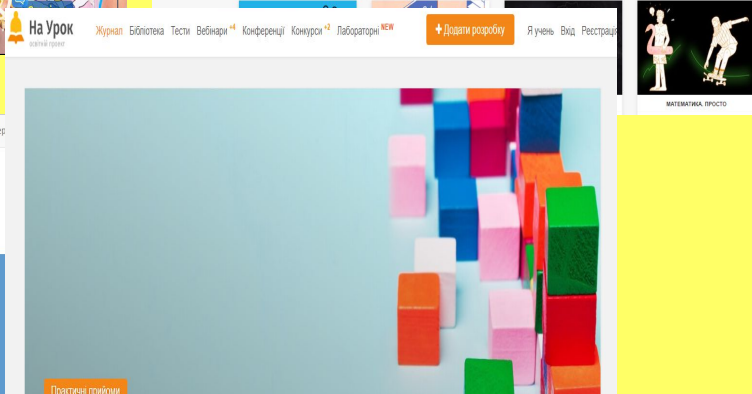 На Урок
освітній проект
Журнал Бібліотека Тести Вебінари +4 Конференції Конкурси +2 Лабораторні NEW
+ Додати розробку
Я учень Вхід Реєстрація
МАТЕМАТИКА. ПРОСТО
Практичні прийоми